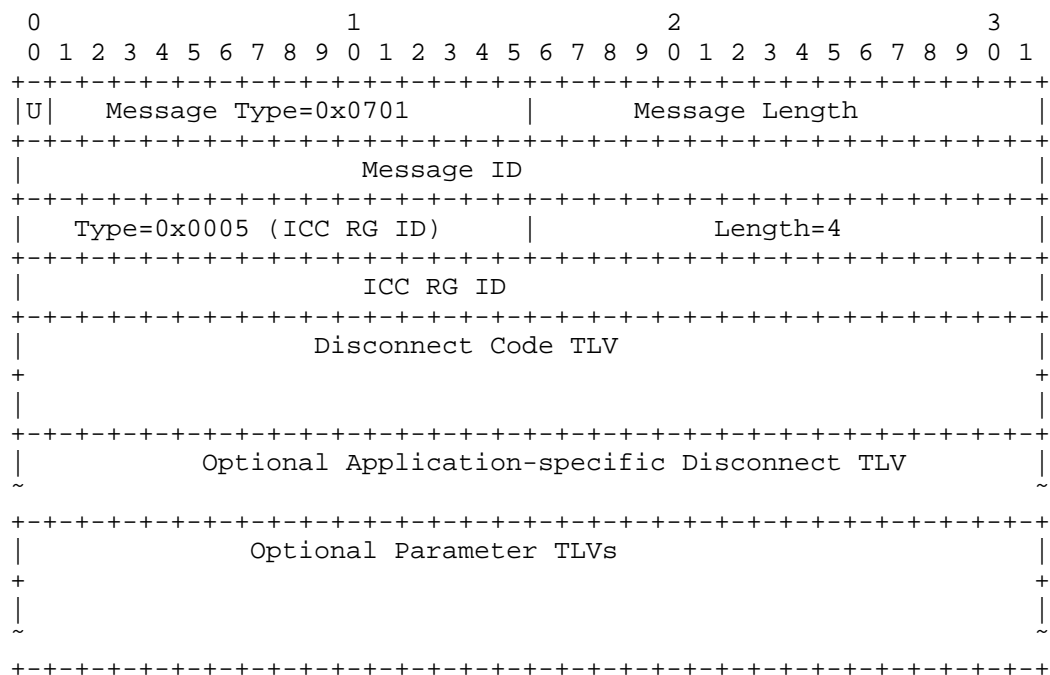 0                   1                   2                   3
 0 1 2 3 4 5 6 7 8 9 0 1 2 3 4 5 6 7 8 9 0 1 2 3 4 5 6 7 8 9 0 1
+-+-+-+-+-+-+-+-+-+-+-+-+-+-+-+-+-+-+-+-+-+-+-+-+-+-+-+-+-+-+-+-+
|U|   Message Type=0x0701       |      Message Length           |
+-+-+-+-+-+-+-+-+-+-+-+-+-+-+-+-+-+-+-+-+-+-+-+-+-+-+-+-+-+-+-+-+
|                     Message ID                                |
+-+-+-+-+-+-+-+-+-+-+-+-+-+-+-+-+-+-+-+-+-+-+-+-+-+-+-+-+-+-+-+-+
|   Type=0x0005 (ICC RG ID)     |           Length=4            |
+-+-+-+-+-+-+-+-+-+-+-+-+-+-+-+-+-+-+-+-+-+-+-+-+-+-+-+-+-+-+-+-+
|                     ICC RG ID                                 |
+-+-+-+-+-+-+-+-+-+-+-+-+-+-+-+-+-+-+-+-+-+-+-+-+-+-+-+-+-+-+-+-+
|                  Disconnect Code TLV                          |
+                                                               +
|                                                               |
+-+-+-+-+-+-+-+-+-+-+-+-+-+-+-+-+-+-+-+-+-+-+-+-+-+-+-+-+-+-+-+-+
|           Optional Application-specific Disconnect TLV        |
~                                                               ~
+-+-+-+-+-+-+-+-+-+-+-+-+-+-+-+-+-+-+-+-+-+-+-+-+-+-+-+-+-+-+-+-+
|              Optional Parameter TLVs                          |
+                                                               +
|                                                               |
~                                                               ~
+-+-+-+-+-+-+-+-+-+-+-+-+-+-+-+-+-+-+-+-+-+-+-+-+-+-+-+-+-+-+-+-+